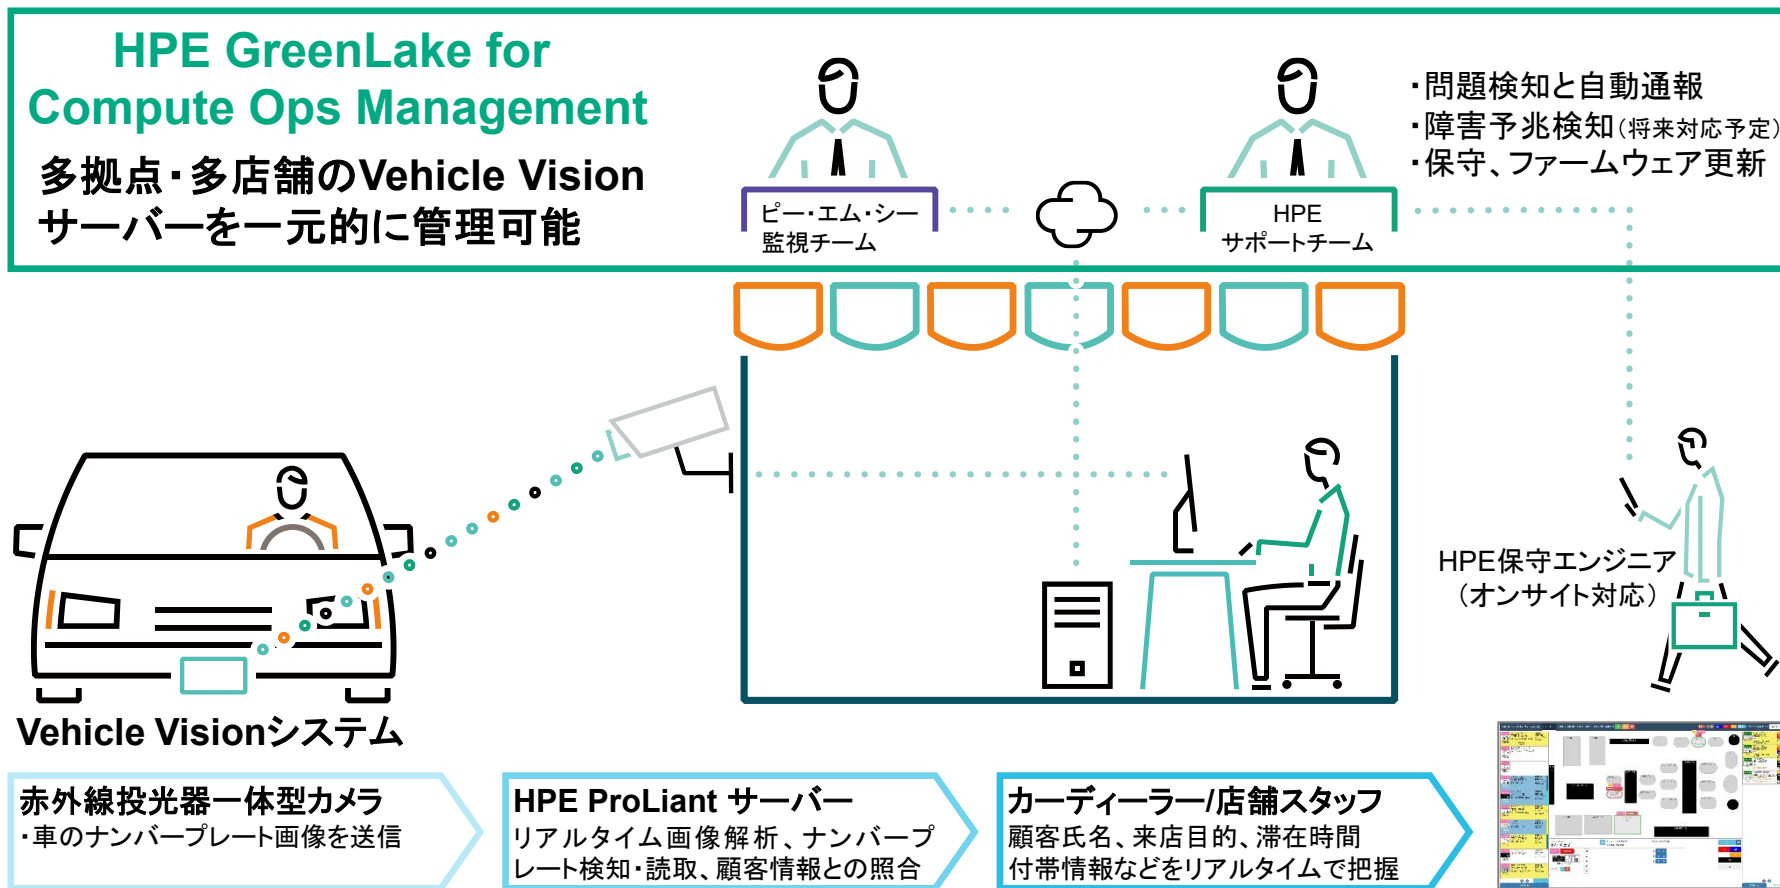 HPE GreenLake for
Compute Ops Management
多拠点・多店舗のVehicle Vision
サーバーを一元的に管理可能
ピー・エム・シー
監視チーム
HPE
サポートチーム
・問題検知と自動通報
・障害予兆検知(将来対応予定)
・保守、ファームウェア更新
HPE保守エンジニア
（オンサイト対応）
Vehicle Visionシステム
赤外線投光器一体型カメラ
・車のナンバープレート画像を送信
HPE ProLiant サーバー
リアルタイム画像解析、ナンバープ
レート検知・読取、顧客情報との照合
カーディーラー/店舗スタッフ
顧客氏名、来店目的、滞在時間
付帯情報などをリアルタイムで把握